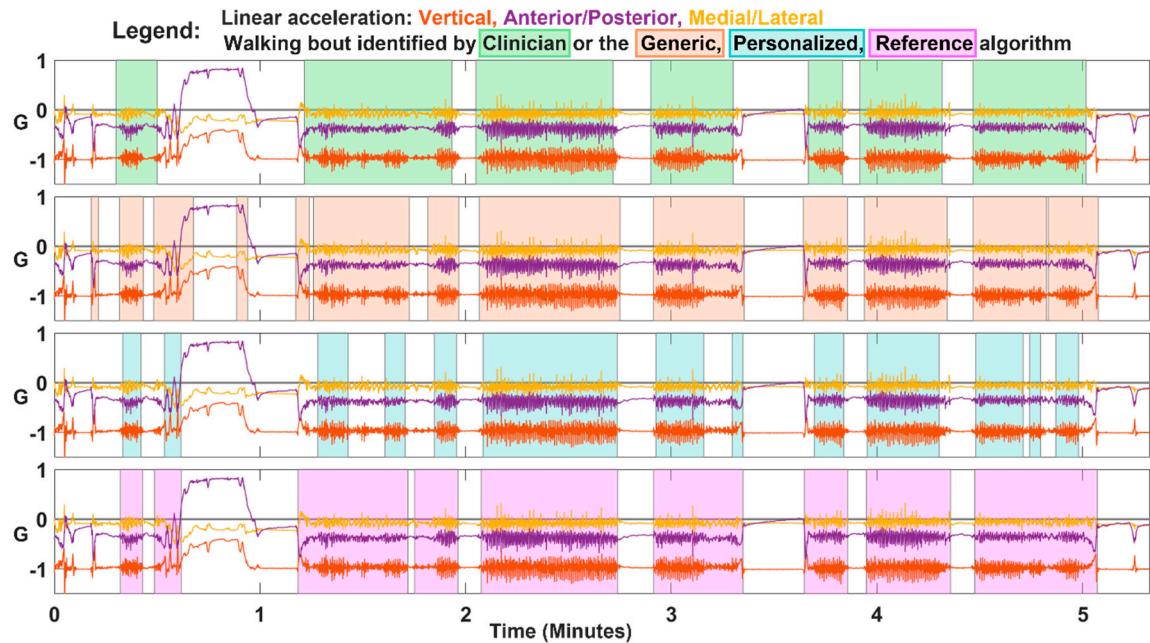 Legend:
Linear acceleration: Vertical, Anterior/Posterior, Medial/Lateral
Walking bout identified by Clinician or the Generic, Personalized, Reference algorithm
1
0
G
-1
1
0
G
-1
1
0
G
-1
1
0
G
-1
0 1 2 3 4 5
Time (Minutes)